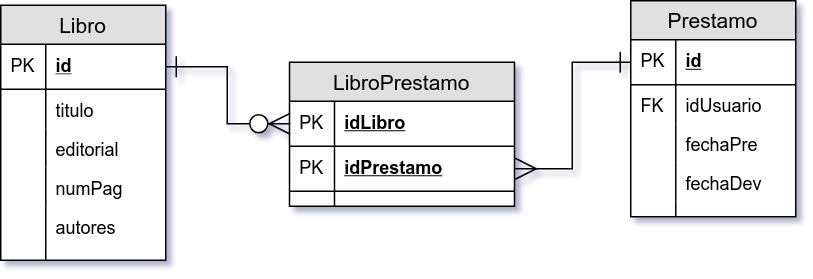 Libro
PK id
titulo
editorial
numPag
autores
LibroPrestamo
PK idLibro
PK idPrestamo
Prestamo
PK id
FK idUsuario
fechaPre
fechaDev